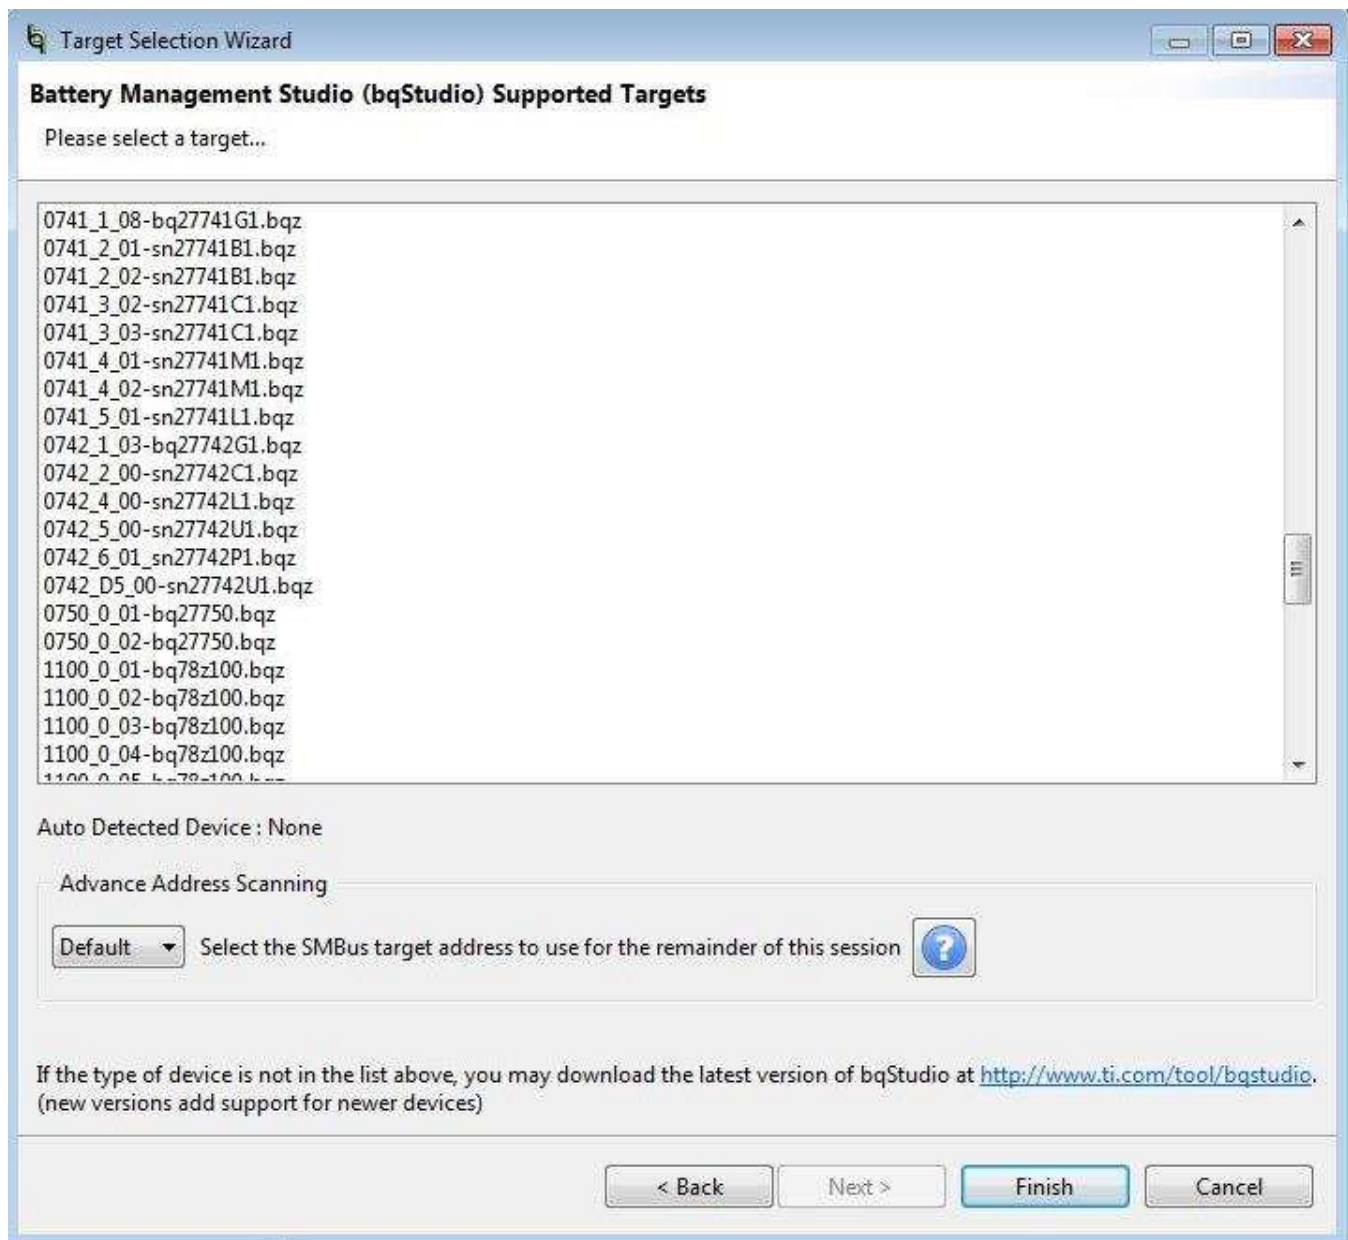 Target Selection Wizard
Battery Management Studio (bqStudio) Supported Targets
Please select a target...
0741_1_08-bq27741G1.bqz
0741_2_01-sn27741B1.bqz
0741_2_02-sn27741B1.bqz
0741_3_02-sn27741C1.bqz
0741_3_03-sn27741C1.bqz
0741_4_01-sn27741M1.bqz
0741_4_02-sn27741M1.bqz
0741_5_01-sn27741L1.bqz
0742_1_03-bq27742G1.bqz
0742_2_00-sn27742C1.bqz
0742_4_00-sn27742L1.bqz
0742_5_00-sn27742U1.bqz
0742_6_01_sn27742P1.bqz
0742_D5_00-sn27742U1.bqz
0750_0_01-bq27750.bqz
0750_0_02-bq27750.bqz
1100_0_01-bq78z100.bqz
1100_0_02-bq78z100.bqz
1100_0_03-bq78z100.bqz
1100_0_04-bq78z100.bqz
Auto Detected Device : None
Advance Address Scanning
Default Select the SMBus target address to use for the remainder of this session ?
If the type of device is not in the list above, you may download the latest version of bqStudio at http://www.ti.com/tool/bqstudio.
(new versions add support for newer devices)
< Back Next > Finish Cancel